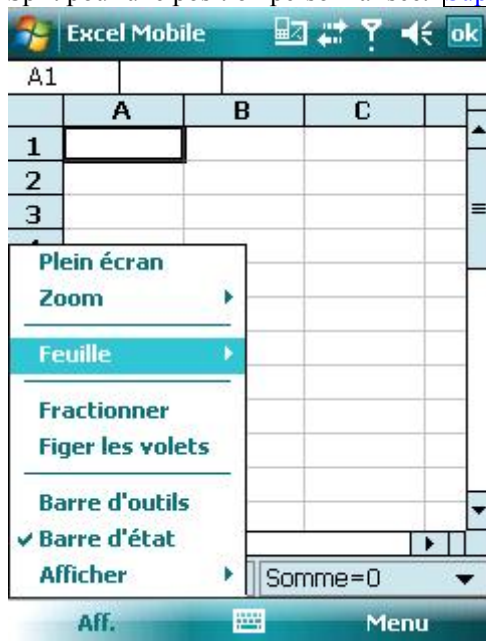 Excel Mobile ok
A1
A B C
1
2
3
Plein écran
Zoom
Feuille
Fractionner
Figer les volets
Barre d'outils
Barre d'état
Afficher
Somme=0
Aff. Menu